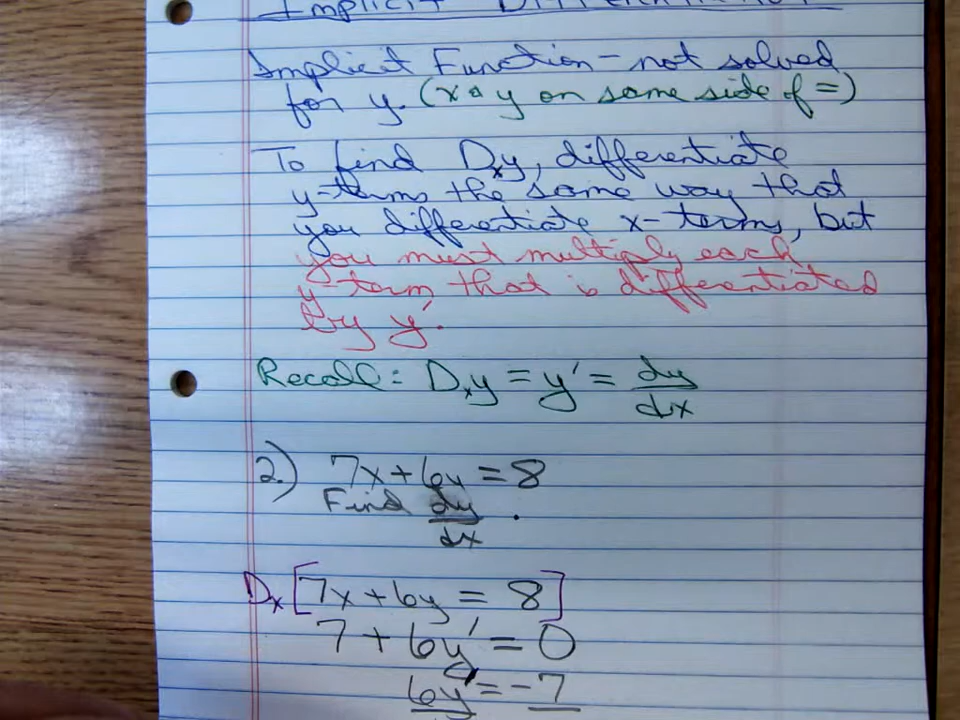 Implicit Differentiation
Implicit Function – not solved
for y. (x & y on same side of =)
To find Dₓy, differentiate
y-terms the same way that
you differentiate x-terms, but
you must multiply each
y-term that is differentiated
by y'.
Recall: Dₓy = y' = dy/dx
2.) 7x + 6y = 8
Find dy/dx.
Dₓ[7x + 6y = 8]
7 + 6y' = 0
6y' = -7